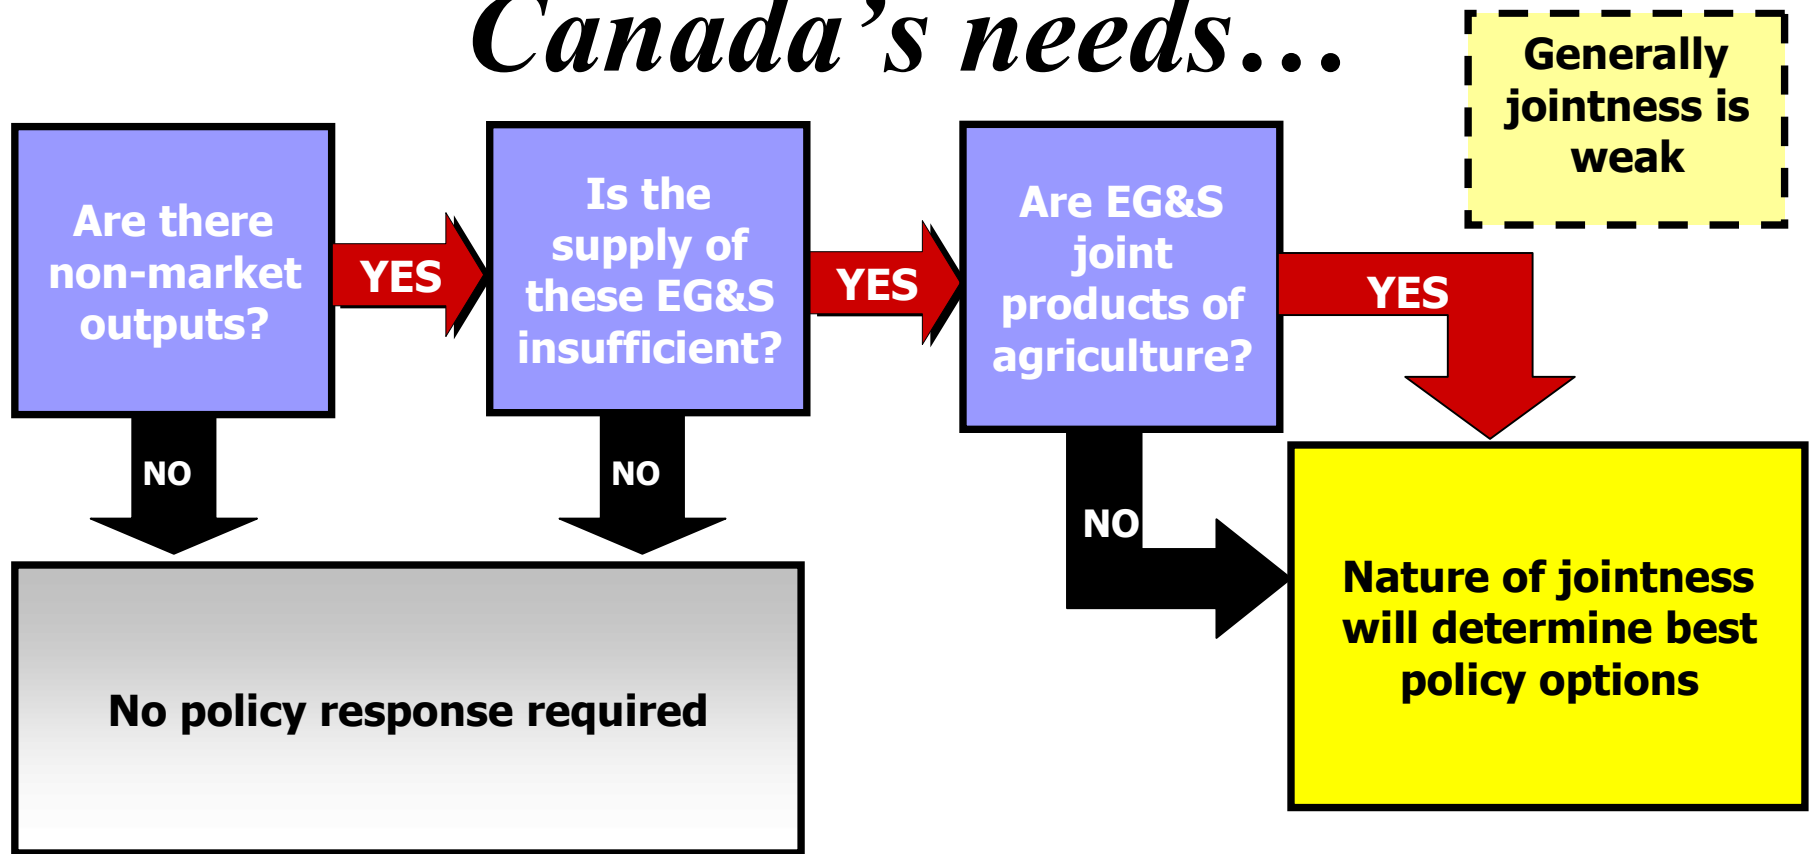 Canada’s needs…
Generally
jointness is
weak
Are there
non-market
outputs?
YES
Is the
supply of
these EG&S
insufficient?
YES
Are EG&S
joint
products of
agriculture?
YES
NO
NO
NO
No policy response required
Nature of jointness
will determine best
policy options